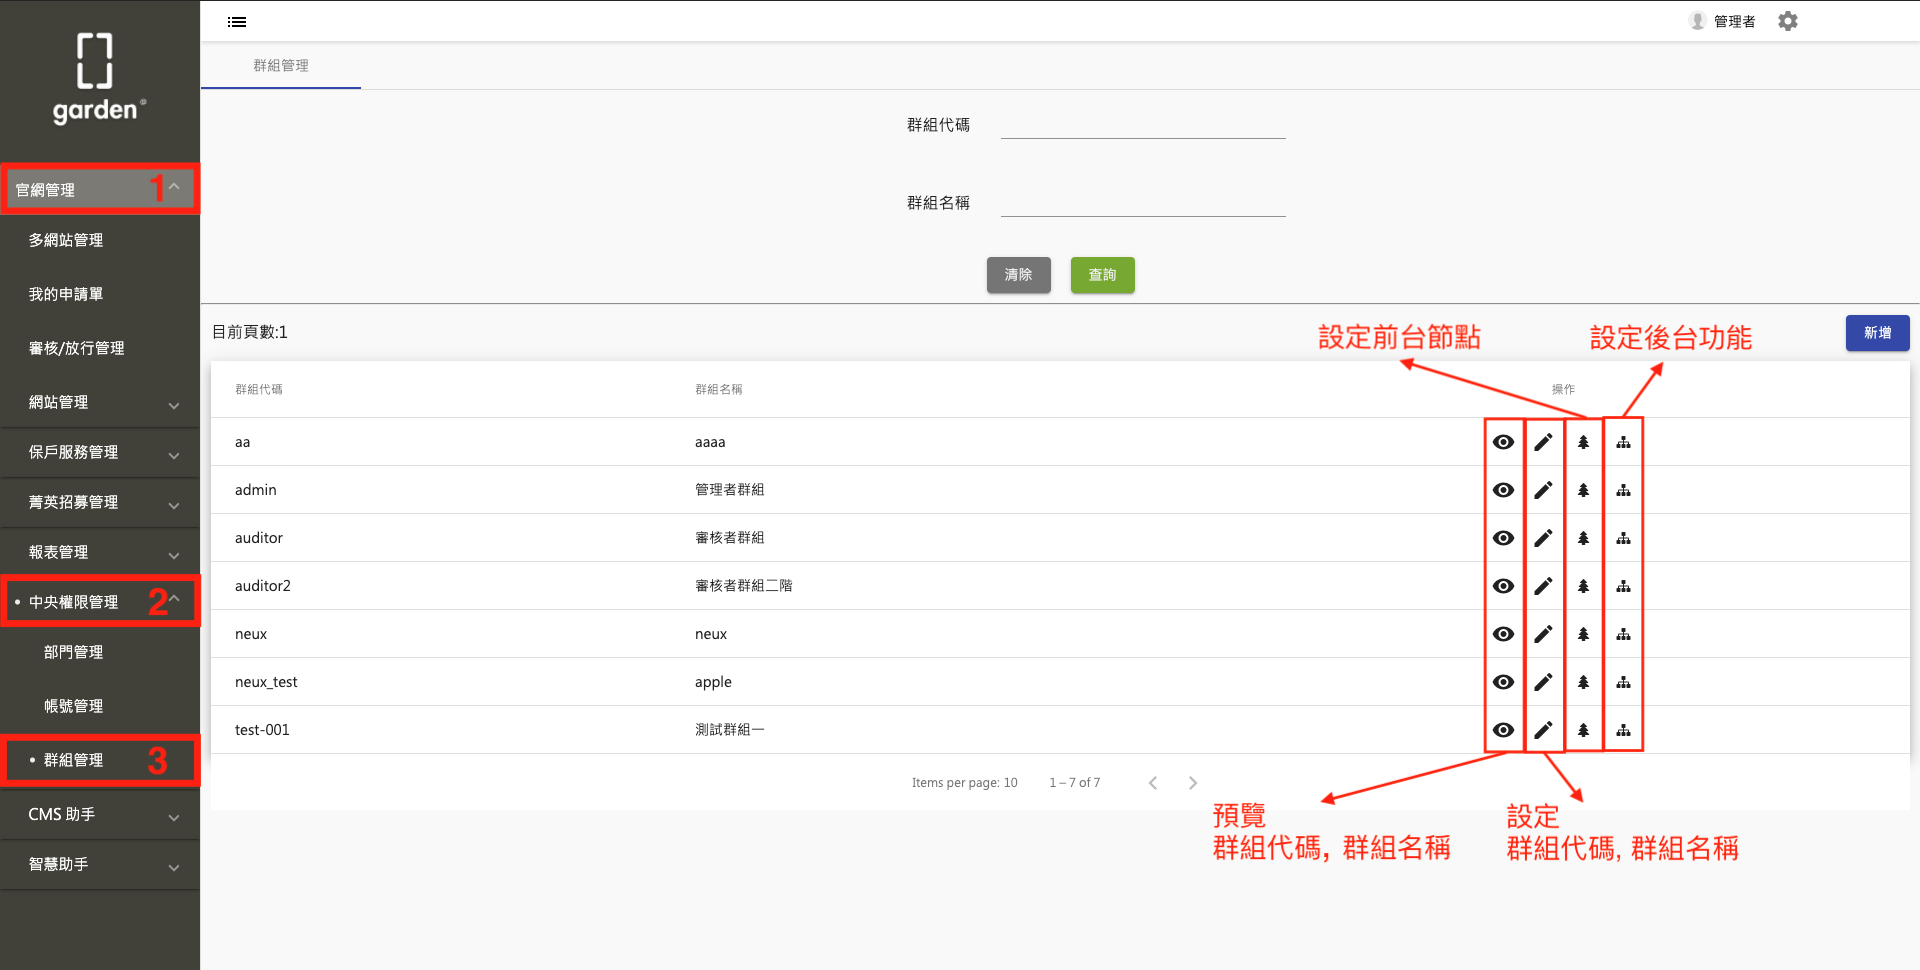 garden®
管理者
官網管理 1
多網站管理
我的申請單
審核/放行管理
網站管理
保戶服務管理
菁英招募管理
報表管理
• 中央權限管理 2
部門管理
帳號管理
• 群組管理 3
CMS 助手
智慧助手
群組管理
群組代碼
群組名稱
清除 查詢
目前頁數:1
設定前台節點 設定後台功能
新增
群組代碼 群組名稱 操作
aa aaaa
admin 管理者群組
auditor 審核者群組
auditor2 審核者群組二階
neux neux
neux_test apple
test-001 測試群組一
Items per page: 10 1 – 7 of 7
預覽
群組代碼, 群組名稱
設定
群組代碼, 群組名稱